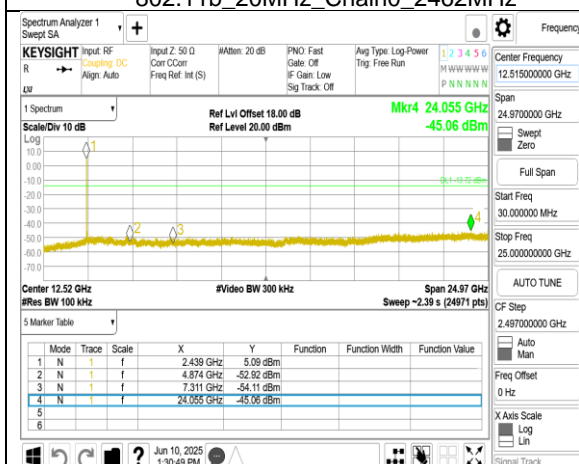 802.11b_20MHz_Chain0_2462MHz
Spectrum Analyzer 1
Swept SA
Frequency
KEYSIGHT Input: RF
R
Coupling: DC
Align: Auto
Input Z: 50 Ω
Corr CCorr
Freq Ref: Int (S)
#Atten: 20 dB
PNO: Fast
Gate: Off
IF Gain: Low
Sig Track: Off
Avg Type: Log-Power
Trig: Free Run
1 2 3 4 5 6
M W W W W W
P N N N N N
1 Spectrum
Scale/Div 10 dB
Ref Lvl Offset 18.00 dB
Ref Level 20.00 dBm
Mkr4 24.055 GHz
-45.06 dBm
Log
10.0
0.00
-10.0
-20.0
-30.0
-40.0
-50.0
-60.0
-70.0
1
2
3
4
DL1 -13.72 dBm
Center 12.52 GHz
#Res BW 100 kHz
#Video BW 300 kHz
Span 24.97 GHz
Sweep ~2.39 s (24971 pts)
5 Marker Table
Mode Trace Scale X Y Function Function Width Function Value
1 N 1 f 2.439 GHz 5.09 dBm
2 N 1 f 4.874 GHz -52.92 dBm
3 N 1 f 7.311 GHz -54.11 dBm
4 N 1 f 24.055 GHz -45.06 dBm
5
6
Jun 10, 2025
1:30:49 PM
Center Frequency
12.515000000 GHz
Span
24.9700000 GHz
Swept
Zero
Full Span
Start Freq
30.000000 MHz
Stop Freq
25.000000000 GHz
AUTO TUNE
CF Step
2.497000000 GHz
Auto
Man
Freq Offset
0 Hz
X Axis Scale
Log
Lin
Signal Track